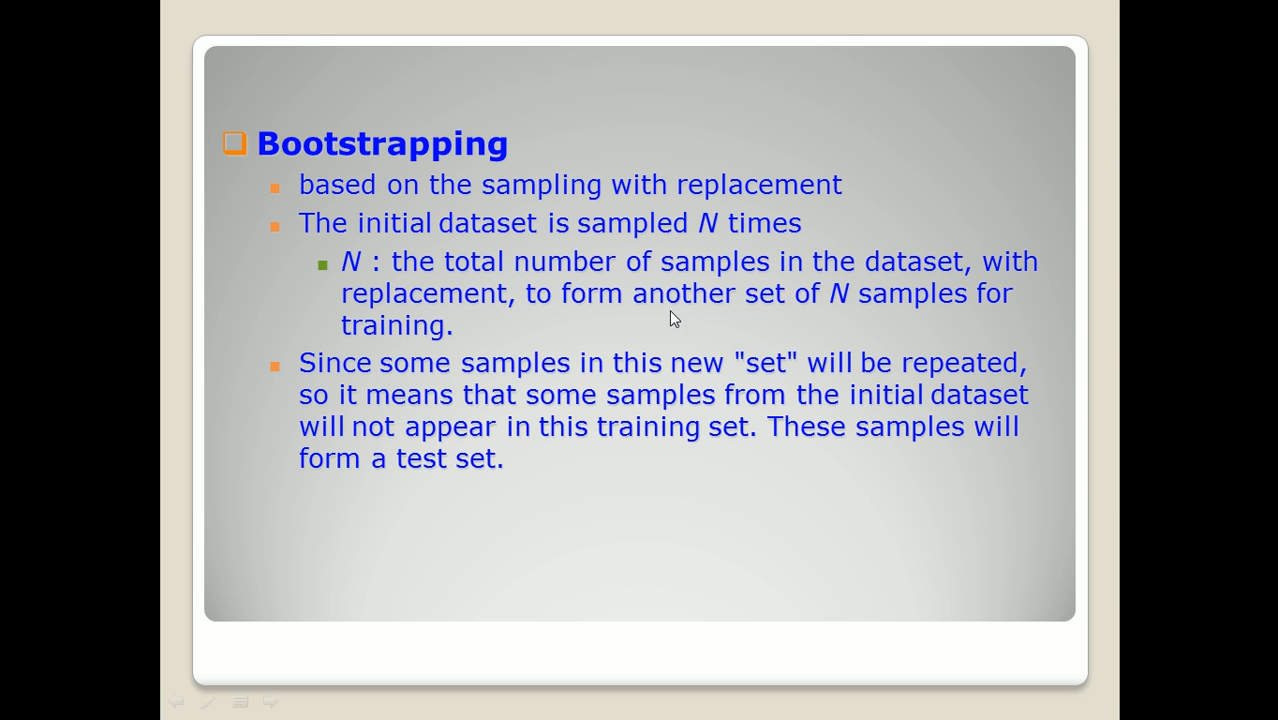 Bootstrapping
based on the sampling with replacement
The initial dataset is sampled N times
N : the total number of samples in the dataset, with
replacement, to form another set of N samples for
training.
Since some samples in this new "set" will be repeated,
so it means that some samples from the initial dataset
will not appear in this training set. These samples will
form a test set.